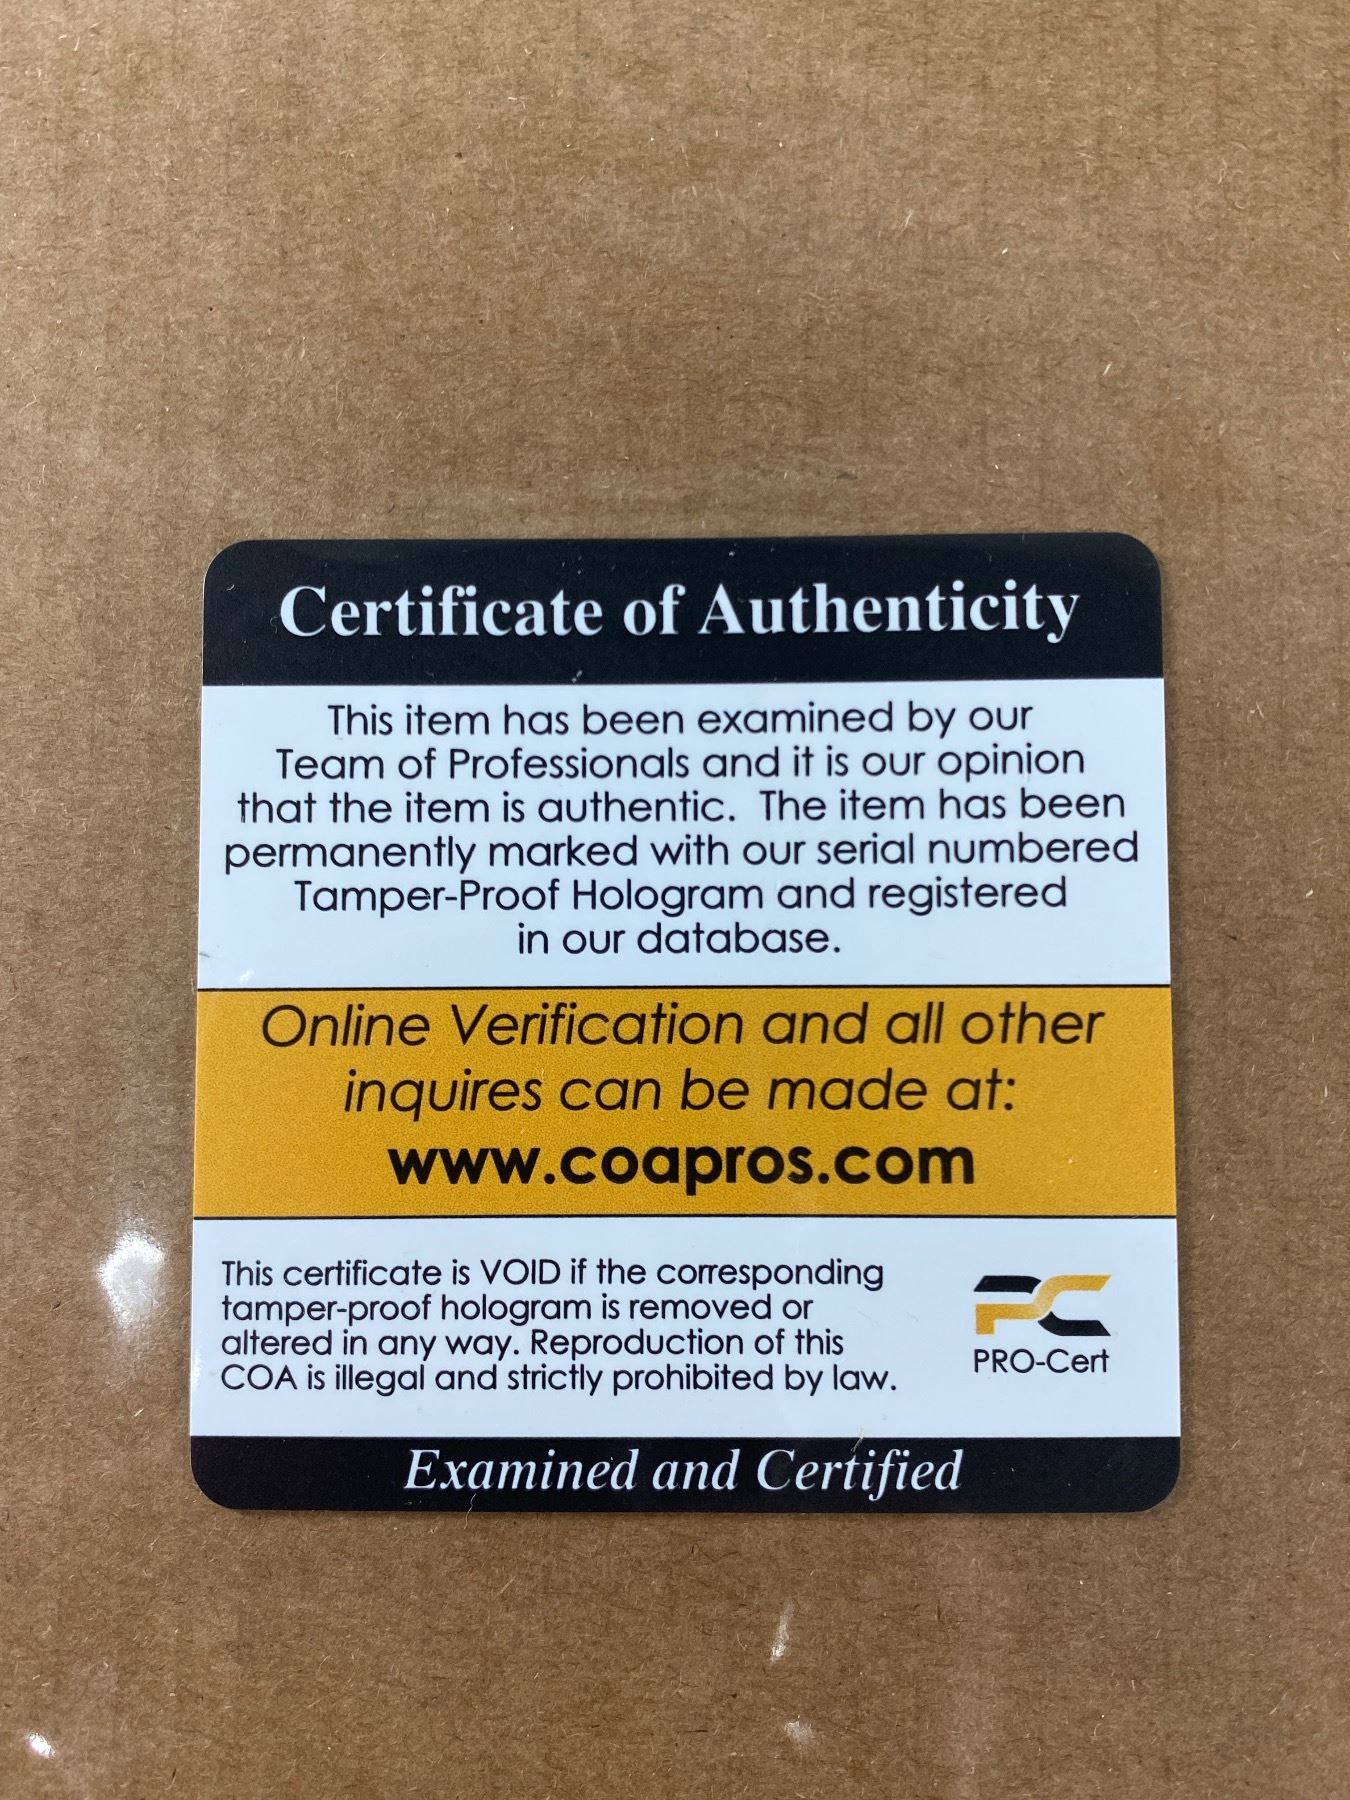 Certificate of Authenticity
This item has been examined by our
Team of Professionals and it is our opinion
that the item is authentic. The item has been
permanently marked with our serial numbered
Tamper-Proof Hologram and registered
in our database.
Online Verification and all other
inquires can be made at:
www.coapros.com
This certificate is VOID if the corresponding
tamper-proof hologram is removed or
altered in any way. Reproduction of this
COA is illegal and strictly prohibited by law.
PC
PRO-Cert
Examined and Certified